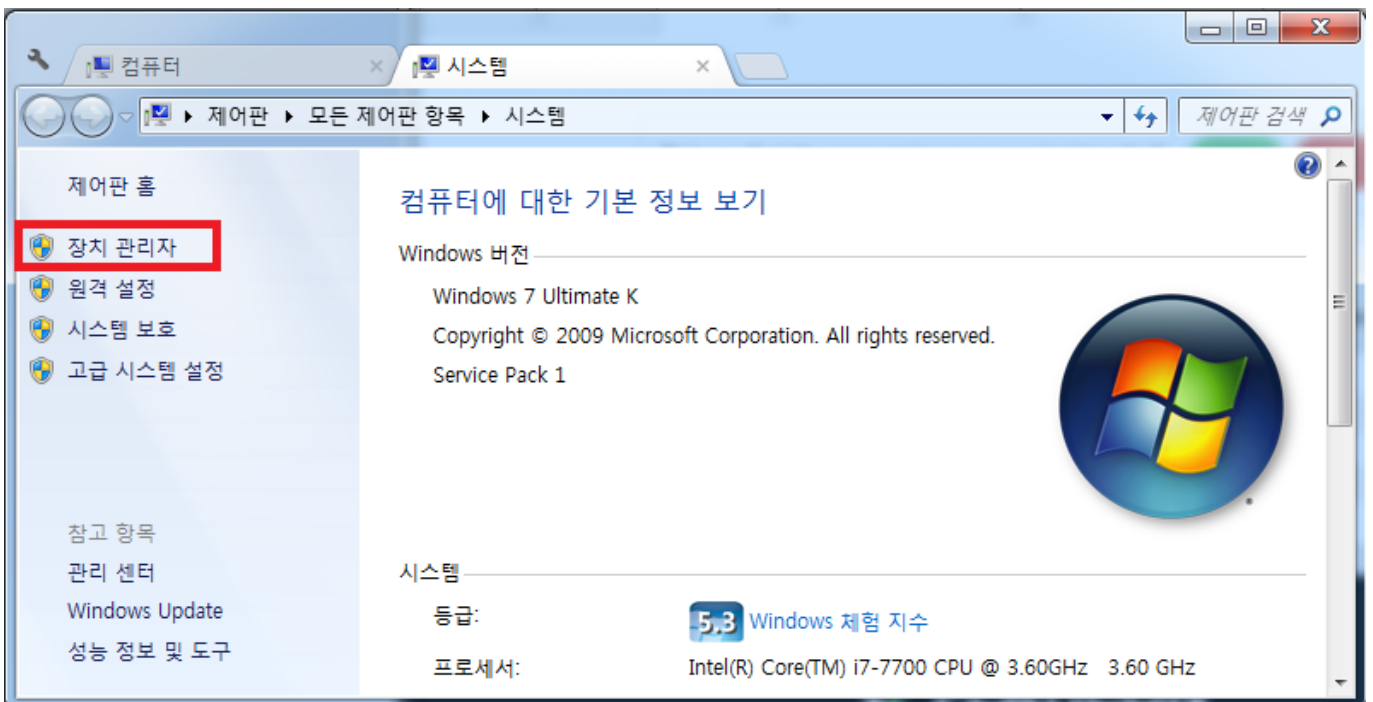 컴퓨터
시스템
제어판 ▸ 모든 제어판 항목 ▸ 시스템
제어판 검색
제어판 홈
장치 관리자
원격 설정
시스템 보호
고급 시스템 설정
참고 항목
관리 센터
Windows Update
성능 정보 및 도구
컴퓨터에 대한 기본 정보 보기
Windows 버전
Windows 7 Ultimate K
Copyright © 2009 Microsoft Corporation. All rights reserved.
Service Pack 1
시스템
등급: 5.3 Windows 체험 지수
프로세서: Intel(R) Core(TM) i7-7700 CPU @ 3.60GHz 3.60 GHz